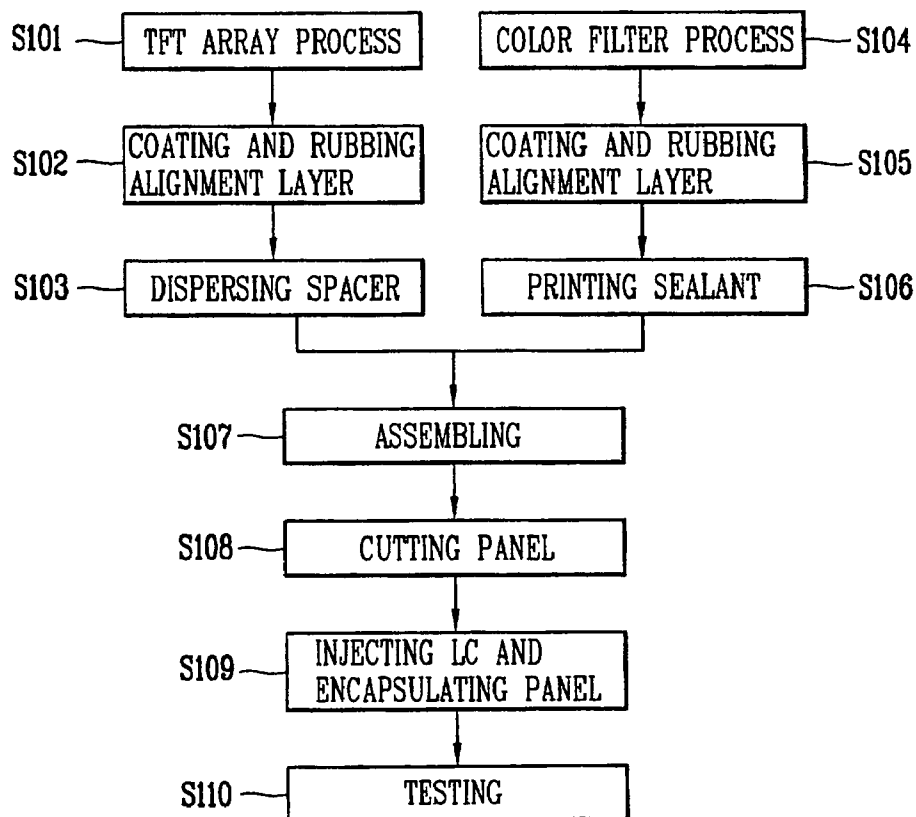 S101
TFT ARRAY PROCESS
COLOR FILTER PROCESS
S104
S102
COATING AND RUBBING
ALIGNMENT LAYER
COATING AND RUBBING
ALIGNMENT LAYER
S105
S103
DISPERSING SPACER
PRINTING SEALANT
S106
S107
ASSEMBLING
S108
CUTTING PANEL
S109
INJECTING LC AND
ENCAPSULATING PANEL
S110
TESTING